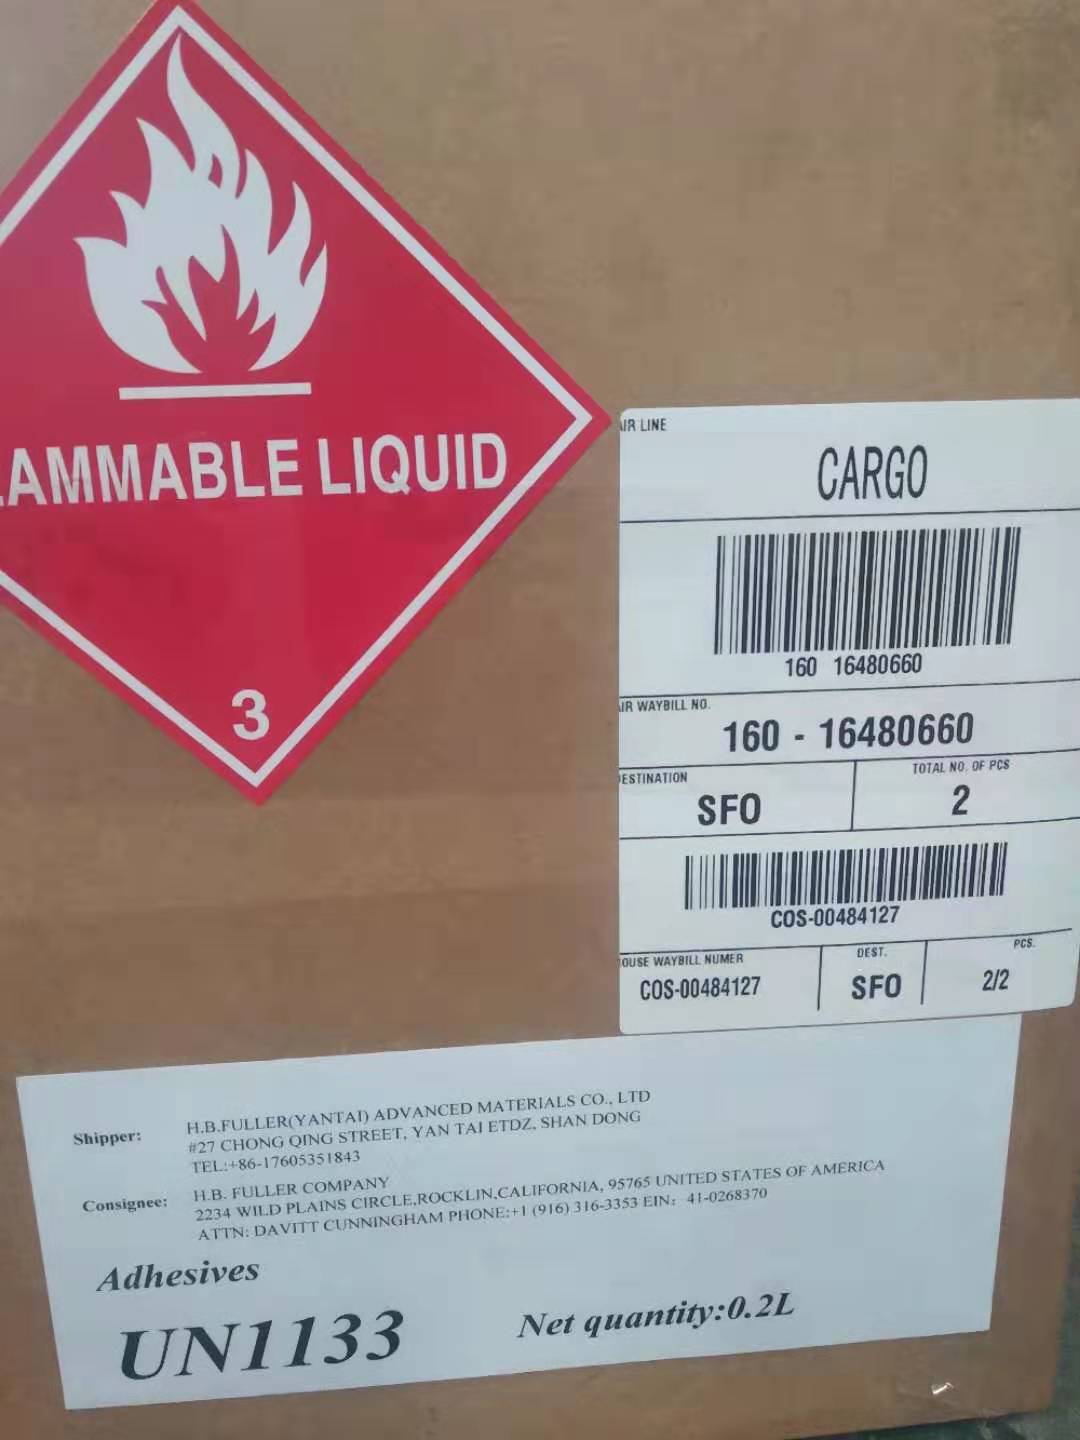 LAMMABLE LIQUID
3
AIR LINE
CARGO
160 16480660
AIR WAYBILL NO.
160 - 16480660
DESTINATION
TOTAL NO. OF PCS
SFO
2
COS-00484127
HOUSE WAYBILL NUMER
DEST.
PCS.
COS-00484127
SFO
2/2
Shipper: H.B.FULLER(YANTAI) ADVANCED MATERIALS CO., LTD
#27 CHONG QING STREET, YAN TAI ETDZ, SHAN DONG
TEL:+86-17605351843
Consignee: H.B. FULLER COMPANY
2234 WILD PLAINS CIRCLE,ROCKLIN,CALIFORNIA, 95765 UNITED STATES OF AMERICA
ATTN: DAVITT CUNNINGHAM PHONE:+1 (916) 316-3353 EIN: 41-0268370
Adhesives
UN1133
Net quantity:0.2L